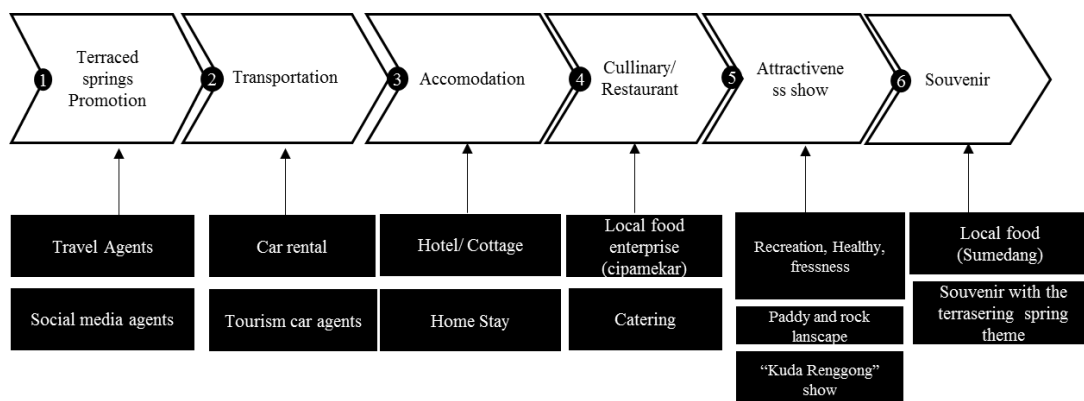 1
Terraced
springs
Promotion
2
Transportation
3
Accomodation
4
Cullinary/
Restaurant
5
Attractivene
ss show
6
Souvenir
Travel Agents
Social media agents
Car rental
Tourism car agents
Hotel/ Cottage
Home Stay
Local food
enterprise
(cipamekar)
Catering
Recreation, Healthy,
fressness
Paddy and rock
lanscape
“Kuda Renggong”
show
Local food
(Sumedang)
Souvenir with the
terrasering spring
theme